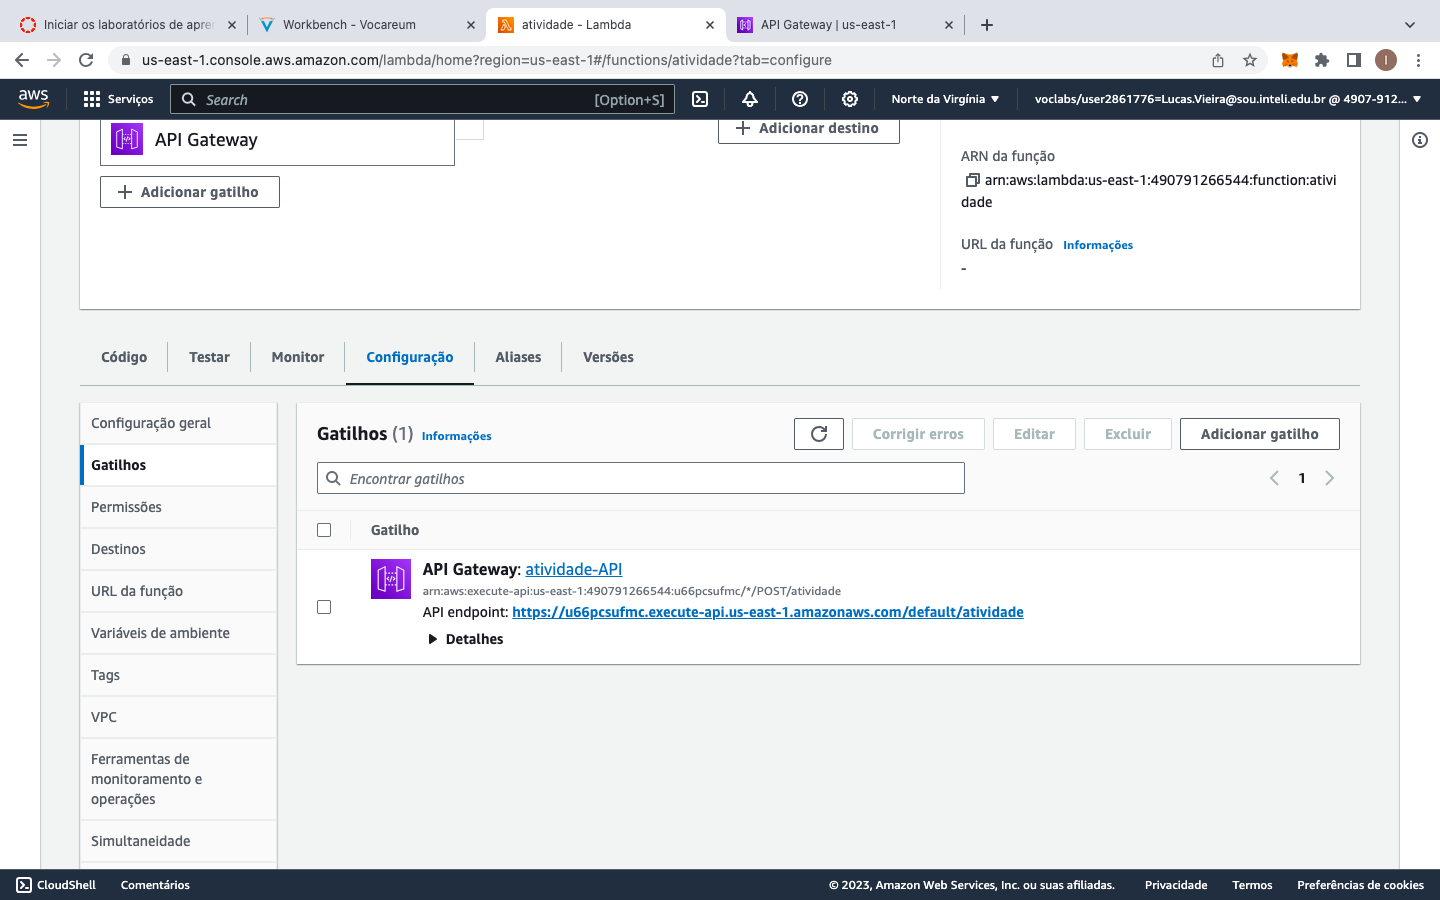 Iniciar os laboratórios de apre
Workbench - Vocareum
atividade - Lambda
API Gateway | us-east-1
us-east-1.console.aws.amazon.com/lambda/home?region=us-east-1#/functions/atividade?tab=configure
I
aws
Serviços
Search
[Option+S]
Norte da Virgínia
voclabs/user2861776=Lucas.Vieira@sou.inteli.edu.br @ 4907-912...
API Gateway
Adicionar destino
Adicionar gatilho
ARN da função
arn:aws:lambda:us-east-1:490791266544:function:ativi
dade
URL da função Informações
-
Código
Testar
Monitor
Configuração
Aliases
Versões
Configuração geral
Gatilhos
Permissões
Destinos
URL da função
Variáveis de ambiente
Tags
VPC
Ferramentas de
monitoramento e
operações
Simultaneidade
Gatilhos (1) Informações
Corrigir erros
Editar
Excluir
Adicionar gatilho
Encontrar gatilhos
1
Gatilho
API Gateway: atividade-API
arn:aws:execute-api:us-east-1:490791266544:u66pcsufmc/*/POST/atividade
API endpoint: https://u66pcsufmc.execute-api.us-east-1.amazonaws.com/default/atividade
Detalhes
CloudShell
Comentários
© 2023, Amazon Web Services, Inc. ou suas afiliadas.
Privacidade
Termos
Preferências de cookies